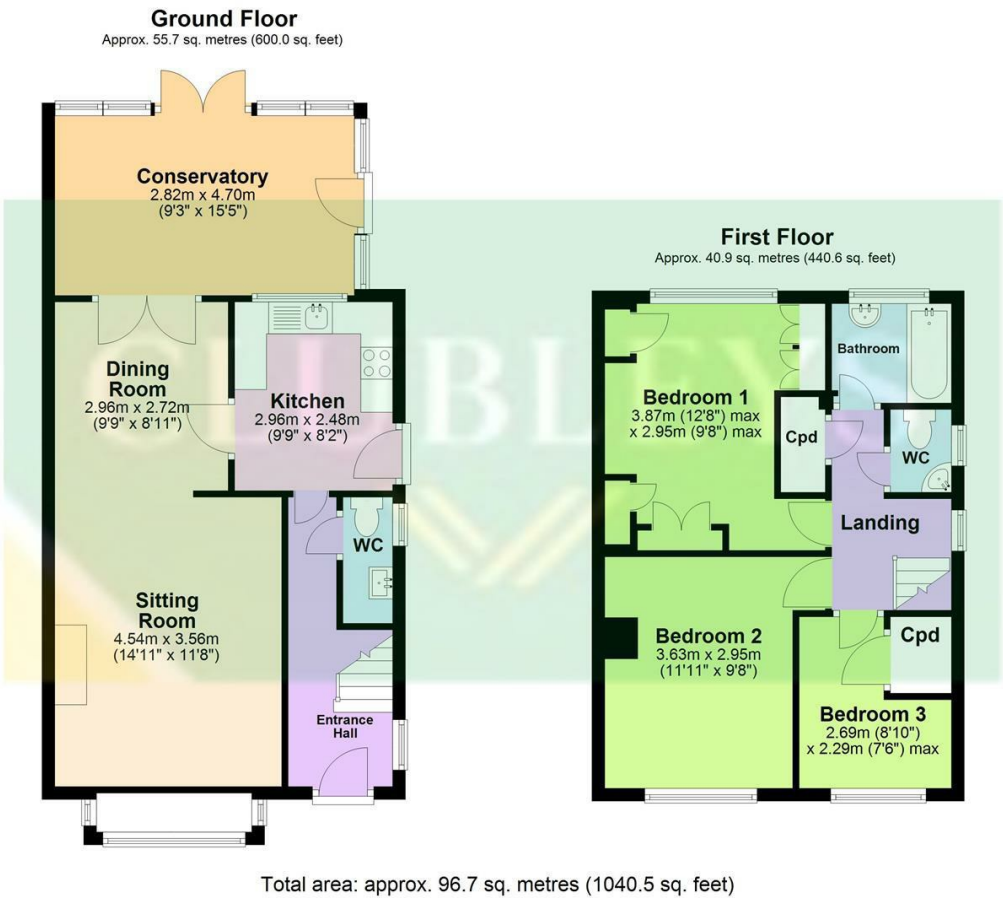 Ground Floor
Approx. 55.7 sq. metres (600.0 sq. feet)
Conservatory
2.82m x 4.70m
(9'3" x 15'5")
Dining
Room
2.96m x 2.72m
(9'9" x 8'11")
Kitchen
2.96m x 2.48m
(9'9" x 8'2")
WC
Sitting
Room
4.54m x 3.56m
(14'11" x 11'8")
Entrance
Hall
First Floor
Approx. 40.9 sq. metres (440.6 sq. feet)
Bedroom 1
3.87m (12'8") max
x 2.95m (9'8") max
Bathroom
Cpd
WC
Landing
Bedroom 2
3.63m x 2.95m
(11'11" x 9'8")
Cpd
Bedroom 3
2.69m (8'10")
x 2.29m (7'6") max
Total area: approx. 96.7 sq. metres (1040.5 sq. feet)